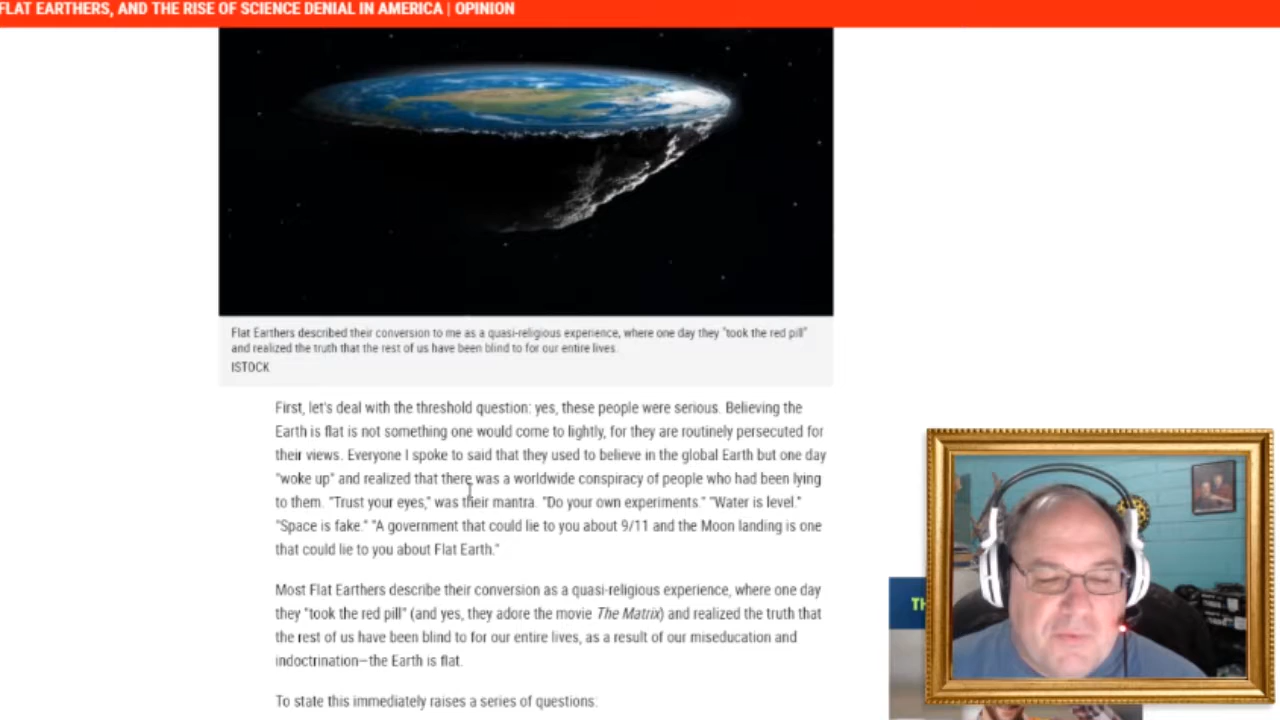 FLAT EARTHERS, AND THE RISE OF SCIENCE DENIAL IN AMERICA | OPINION
Flat Earthers described their conversion to me as a quasi-religious experience, where one day they "took the red pill"
and realized the truth that the rest of us have been blind to for our entire lives.
ISTOCK
First, let's deal with the threshold question: yes, these people were serious. Believing the
Earth is flat is not something one would come to lightly, for they are routinely persecuted for
their views. Everyone I spoke to said that they used to believe in the global Earth but one day
"woke up" and realized that there was a worldwide conspiracy of people who had been lying
to them. "Trust your eyes," was their mantra. "Do your own experiments." "Water is level."
"Space is fake." "A government that could lie to you about 9/11 and the Moon landing is one
that could lie to you about Flat Earth."
Most Flat Earthers describe their conversion as a quasi-religious experience, where one day
they "took the red pill" (and yes, they adore the movie The Matrix) and realized the truth that
the rest of us have been blind to for our entire lives, as a result of our miseducation and
indoctrination—the Earth is flat.
To state this immediately raises a series of questions: